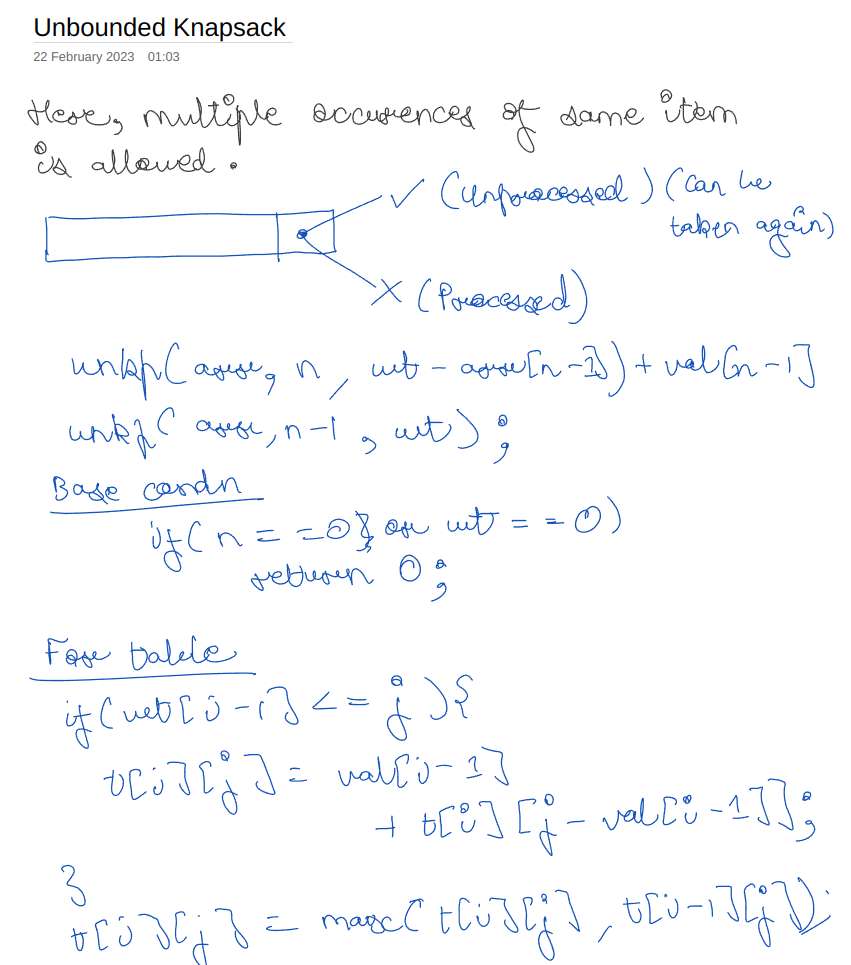 Unbounded Knapsack
22 February 2023 01:03
Here, multiple occurences of same item
is allowed.
✓ (Unprocessed) (Can be
taken again)
X (Processed)
unkp(arr, n, wt - arr[n-1]) + val[n-1]
unkp(arr, n-1, wt);
Base condn
if(n==0} or wt==0)
return 0;
For table
if(wt[i-1] <= j){
t[i][j] = val[i-1]
+ t[i][j - val[i-1]];
}
t[i][j] = max(t[i][j], t[i-1][j]);